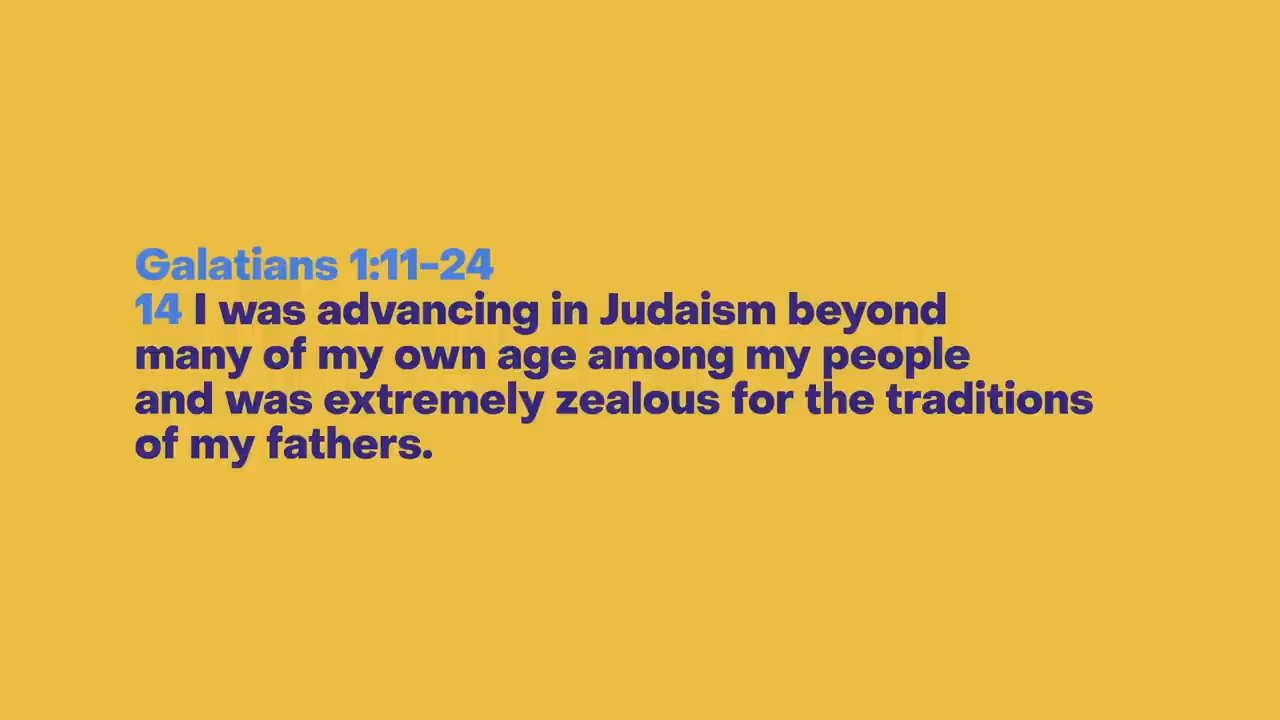 Galatians 1:11-24
14 I was advancing in Judaism beyond
many of my own age among my people
and was extremely zealous for the traditions
of my fathers.